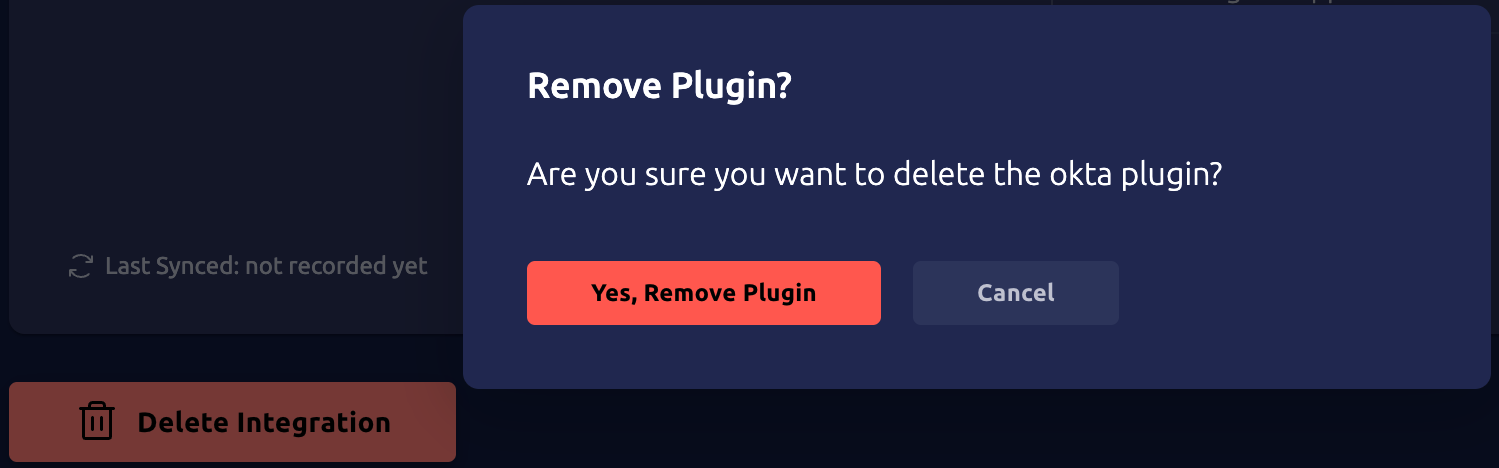 Remove Plugin?
Are you sure you want to delete the okta plugin?
Last Synced: not recorded yet
Yes, Remove Plugin
Cancel
Delete Integration